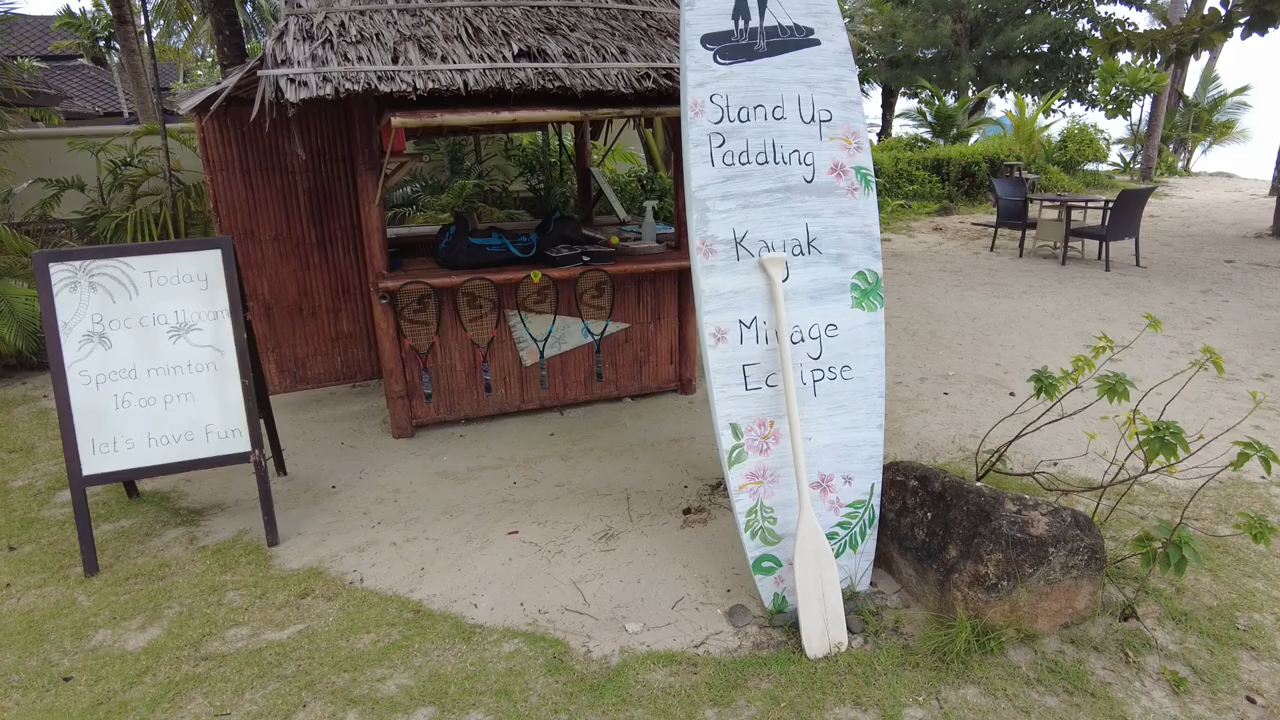 Today
Boccia 11.00am
Speed minton
16.00 pm
let's have Fun
Stand Up
Paddling
Kayak
Mirage
Eclipse